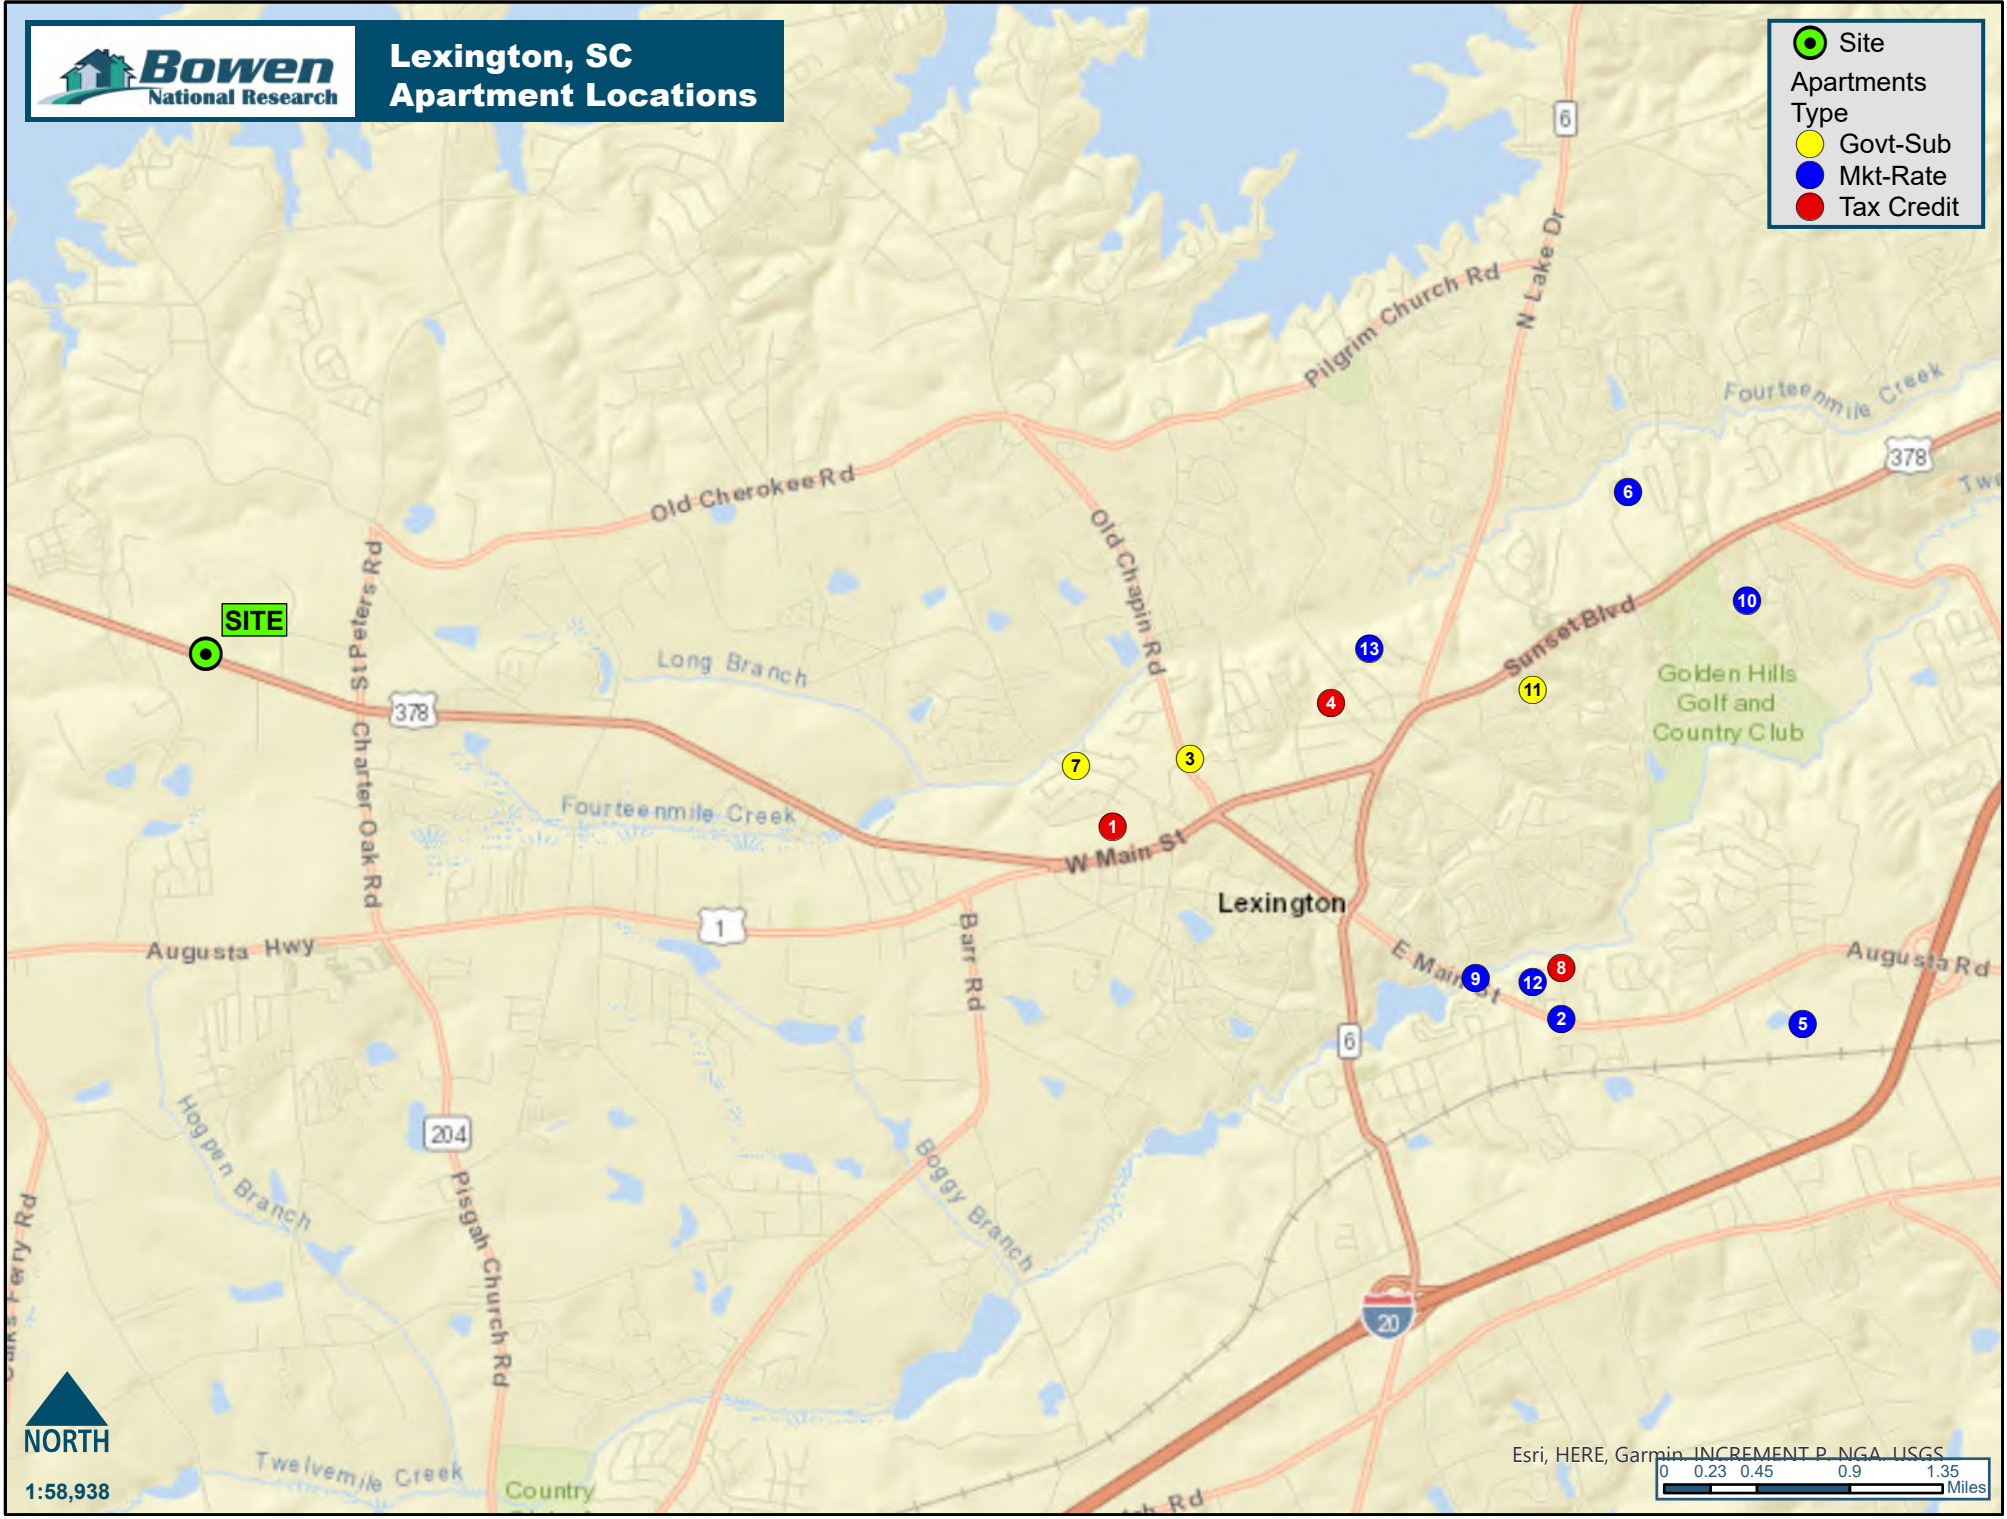 Bowen
National Research
Lexington, SC
Apartment Locations
Site
Apartments
Type
Govt-Sub
Mkt-Rate
Tax Credit
6
N Lake Dr
Pilgrim Church Rd
Fourteenmile Creek
378
Old Cherokee Rd
Old Chapin Rd
6
10
SITE
St Peters Rd
Long Branch
13
Sunset Blvd
11
4
Golden Hills
Golf and
Country Club
378
Charter Oak Rd
7
3
Fourteenmile Creek
1
W Main St
Lexington
1
Augusta Hwy
Barr Rd
E Main St
9
12
8
2
5
Augusta Rd
6
204
Hogpen Branch
Pisgah Church Rd
Boggy Branch
Ferry Rd
20
NORTH
1:58,938
Twelvemile Creek
Country
Rd
Esri, HERE, Garmin, INCREMENT P, NGA, USGS
0 0.23 0.45 0.9 1.35
Miles